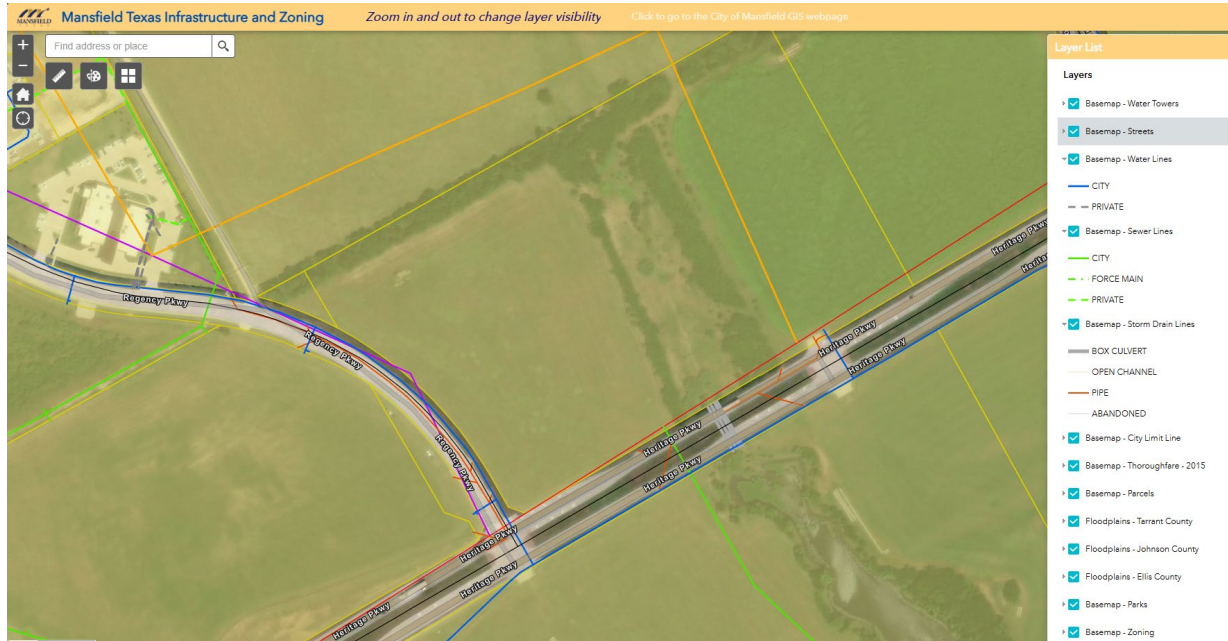 MANSFIELD
Mansfield Texas Infrastructure and Zoning
Zoom in and out to change layer visibility
Click to go to the City of Mansfield GIS webpage
+
Find address or place
−
Layer List
Layers
Basemap - Water Towers
Basemap - Streets
Basemap - Water Lines
CITY
PRIVATE
Basemap - Sewer Lines
CITY
FORCE MAIN
PRIVATE
Basemap - Storm Drain Lines
BOX CULVERT
OPEN CHANNEL
PIPE
ABANDONED
Basemap - City Limit Line
Basemap - Thoroughfare - 2015
Basemap - Parcels
Floodplains - Tarrant County
Floodplains - Johnson County
Floodplains - Ellis County
Basemap - Parks
Basemap - Zoning
Heritage Pkwy
Heritage
Regency Pkwy
Regency Pkwy
Heritage Pkwy
Heritage Pkwy
Regency Pkwy
Heritage Pkwy
Heritage Pkwy
Heritage Pkwy
Heritage Pkwy
Heritage Pkwy